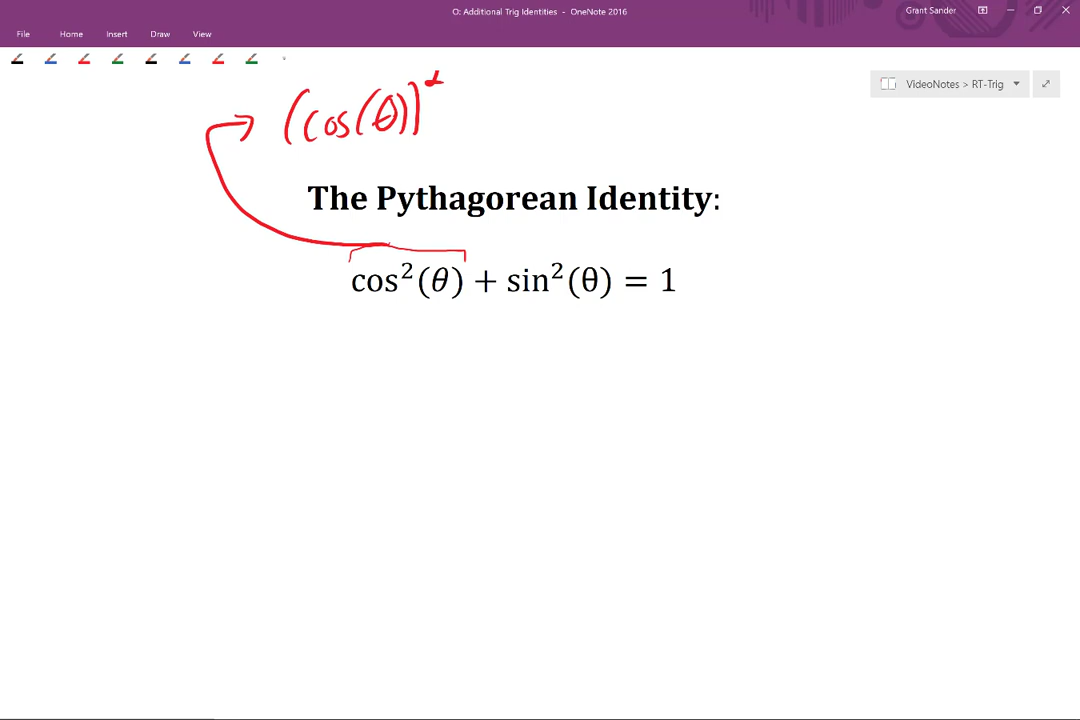 O: Additional Trig Identities - OneNote 2016
Grant Sander
File Home Insert Draw View
VideoNotes > RT-Trig
(cos(θ))²
The Pythagorean Identity:
cos²(θ) + sin²(θ) = 1